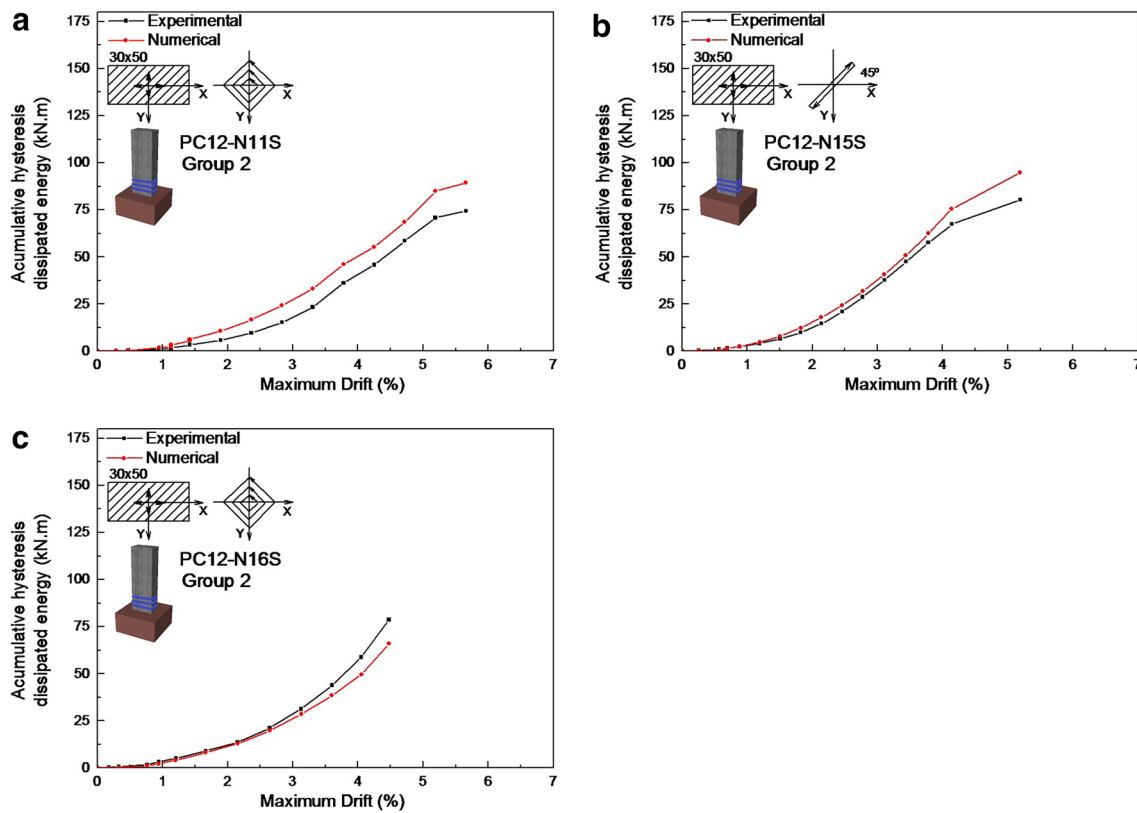 a
175
150
125
100
75
50
25
0
0 1 2 3 4 5 6 7
Acumulative hysteresis
dissipated energy (kN.m)
Maximum Drift (%)
Experimental
Numerical
30x50
X
Y
X
Y
PC12-N11S
Group 2
b
175
150
125
100
75
50
25
0
0 1 2 3 4 5 6 7
Acumulative hysteresis
dissipated energy (kN.m)
Maximum Drift (%)
Experimental
Numerical
30x50
X
Y
45º
X
Y
PC12-N15S
Group 2
c
175
150
125
100
75
50
25
0
0 1 2 3 4 5 6 7
Acumulative hysteresis
dissipated energy (kN.m)
Maximum Drift (%)
Experimental
Numerical
30x50
X
Y
X
Y
PC12-N16S
Group 2